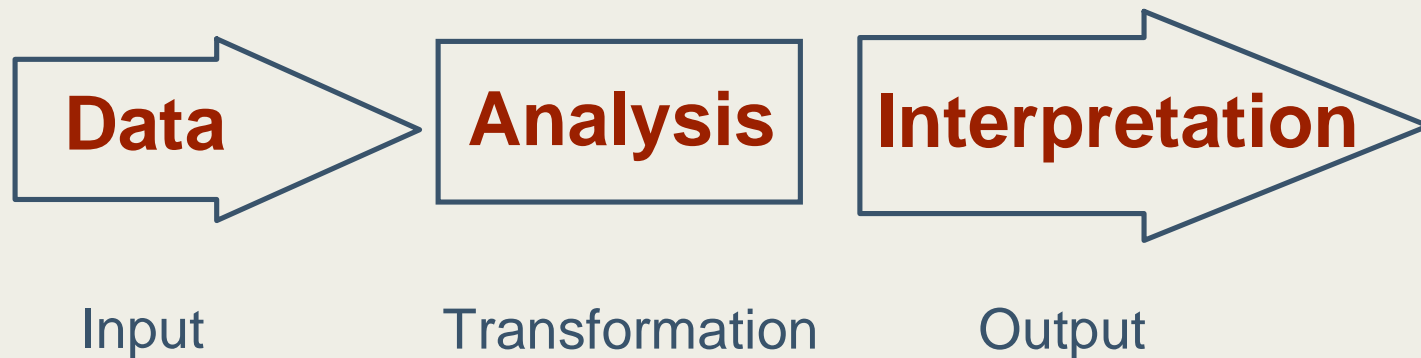 Data Analysis Interpretation
Input Transformation Output